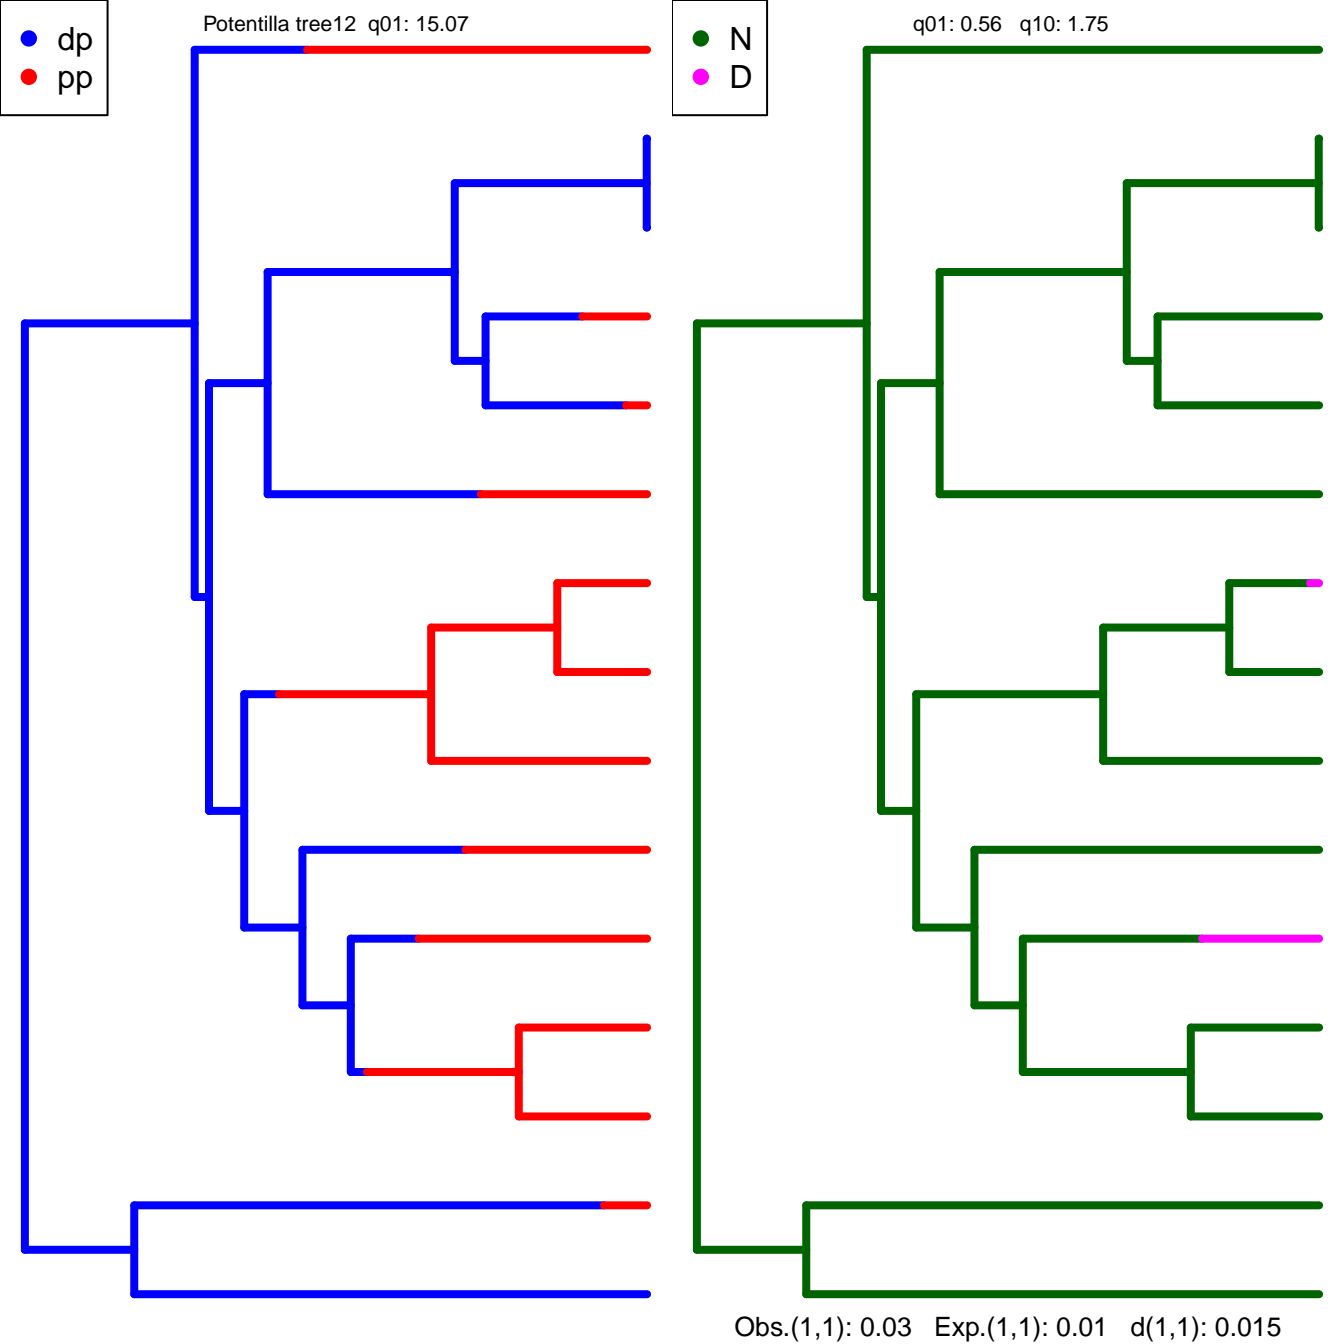 Potentilla tree12 q01: 15.07
dp
pp
q01: 0.56 q10: 1.75
N
D
Obs.(1,1): 0.03 Exp.(1,1): 0.01 d(1,1): 0.015